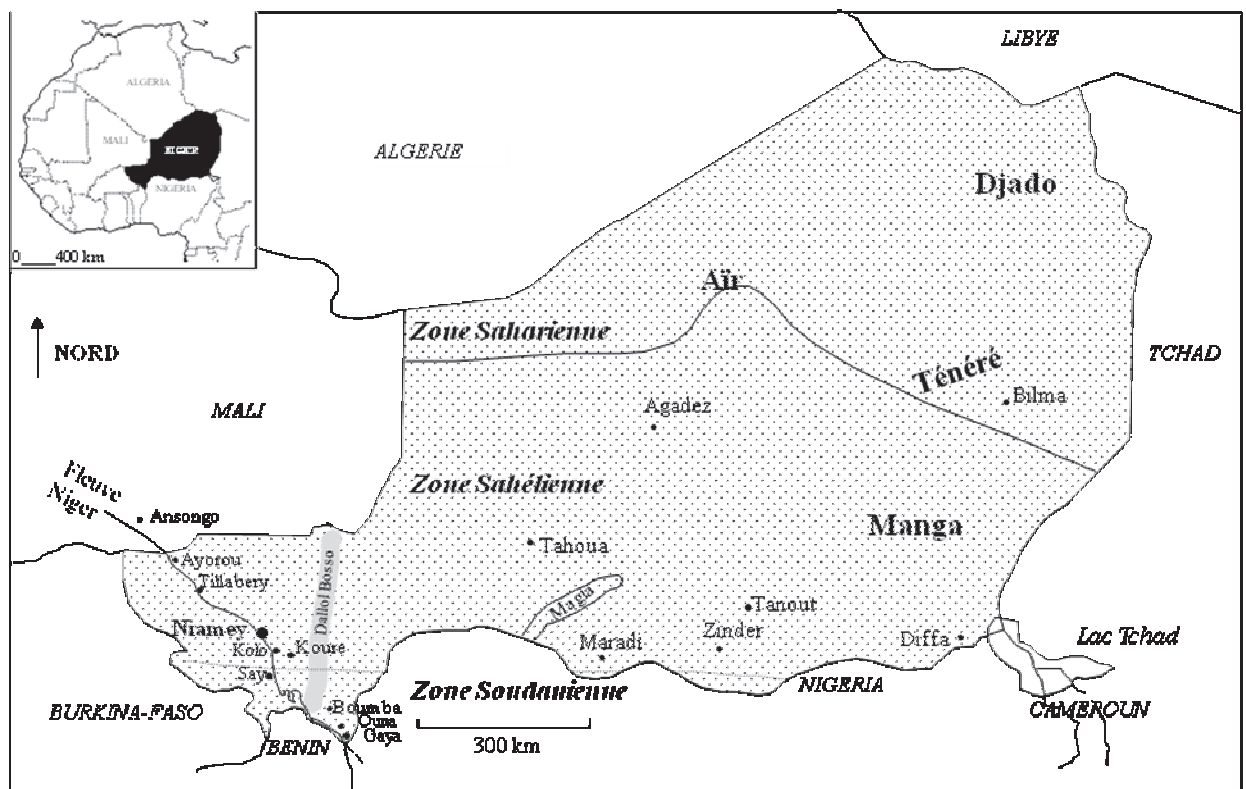 ALGERIA
MALI
NIGERIA
0 400 km
LIBYE
ALGERIE
Djado
Aïr
Zone Saharienne
NORD
TCHAD
Ténéré
Bilma
MALI
Agadez
Fleuve
Niger
Zone Sahélienne
Ansongo
Manga
Tahoua
Ayorou
Tillabery
Dallol Bosso
Magia
Tanout
Niamey
Zinder
Kolo
Koure
Maradi
Diffa
Lac Tchad
Say
Zone Soudanienne
NIGERIA
BURKINA-FASO
Boumba
CAMEROUN
Ouna
Gaya
BENIN
300 km